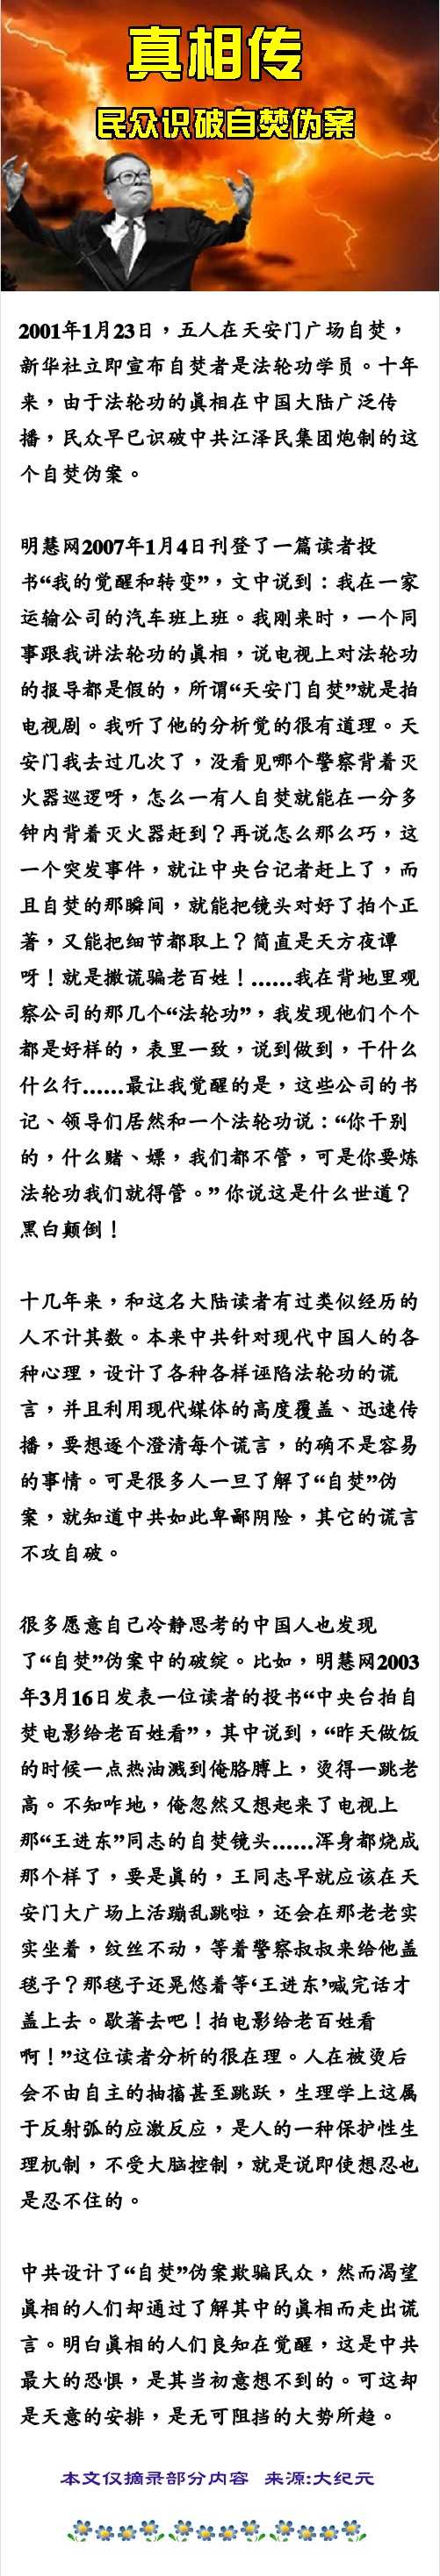 真相传
民众识破自焚伪案
2001年1月23日，五人在天安门广场自焚，
新华社立即宣布自焚者是法轮功学员。十年
来，由于法轮功的真相在中国大陆广泛传
播，民众早已识破中共江泽民集团炮制的这
个自焚伪案。
明慧网2007年1月4日刊登了一篇读者投
书“我的觉醒和转变”，文中说到：我在一家
运输公司的汽车班上班。我刚来时，一个同
事跟我讲法轮功的真相，说电视上对法轮功
的报导都是假的，所谓“天安门自焚”就是拍
电视剧。我听了他的分析觉的很有道理。天
安门我去过几次了，没看见哪个警察背着灭
火器巡逻呀，怎么一有人自焚就能在一分多
钟内背着灭火器赶到？再说怎么那么巧，这
一个突发事件，就让中央台记者赶上了，而
且自焚的那瞬间，就能把镜头对好了拍个正
著，又能把细节都取上？简直是天方夜谭
呀！就是撒谎骗老百姓！……我在背地里观
察公司的那几个“法轮功”，我发现他们个个
都是好样的，表里一致，说到做到，干什么
什么行……最让我觉醒的是，这些公司的书
记、领导们居然和一个法轮功说：“你干别
的，什么赌、嫖，我们都不管，可是你要炼
法轮功我们就得管。” 你说这是什么世道？
黑白颠倒！
十几年来，和这名大陆读者有过类似经历的
人不计其数。本来中共针对现代中国人的各
种心理，设计了各种各样诬陷法轮功的谎
言，并且利用现代媒体的高度覆盖、迅速传
播，要想逐个澄清每个谎言，的确不是容易
的事情。可是很多人一旦了解了“自焚”伪
案，就知道中共如此卑鄙阴险，其它的谎言
不攻自破。
很多愿意自己冷静思考的中国人也发现
了“自焚”伪案中的破绽。比如，明慧网2003
年3月16日发表一位读者的投书“中央台拍自
焚电影给老百姓看”，其中说到，“昨天做饭
的时候一点热油溅到俺胳膊上，烫得一跳老
高。不知咋地，俺忽然又想起来了电视上
那“王进东”同志的自焚镜头……浑身都烧成
那个样了，要是真的，王同志早就应该在天
安门大广场上活蹦乱跳啦，还会在那老老实
实坐着，纹丝不动，等着警察叔叔来给他盖
毯子？那毯子还晃悠着等‘王进东’喊完话才
盖上去。歇著去吧！拍电影给老百姓看
啊！”这位读者分析的很在理。人在被烫后
会不由自主的抽搐甚至跳跃，生理学上这属
于反射弧的应激反应，是人的一种保护性生
理机制，不受大脑控制，就是说即使想忍也
是忍不住的。
中共设计了“自焚”伪案欺骗民众，然而渴望
真相的人们却通过了解其中的真相而走出谎
言。明白真相的人们良知在觉醒，这是中共
最大的恐惧，是其当初意想不到的。可这却
是天意的安排，是无可阻挡的大势所趋。
本文仅摘录部分内容 来源:大纪元